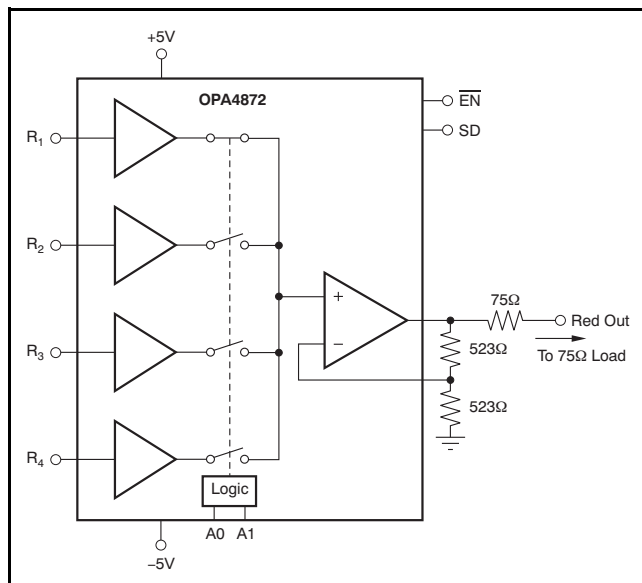 +5V
OPA4872
EN
SD
R1
R2
R3
R4
+
−
75Ω
Red Out
523Ω
To 75Ω Load
523Ω
Logic
A0 A1
−5V